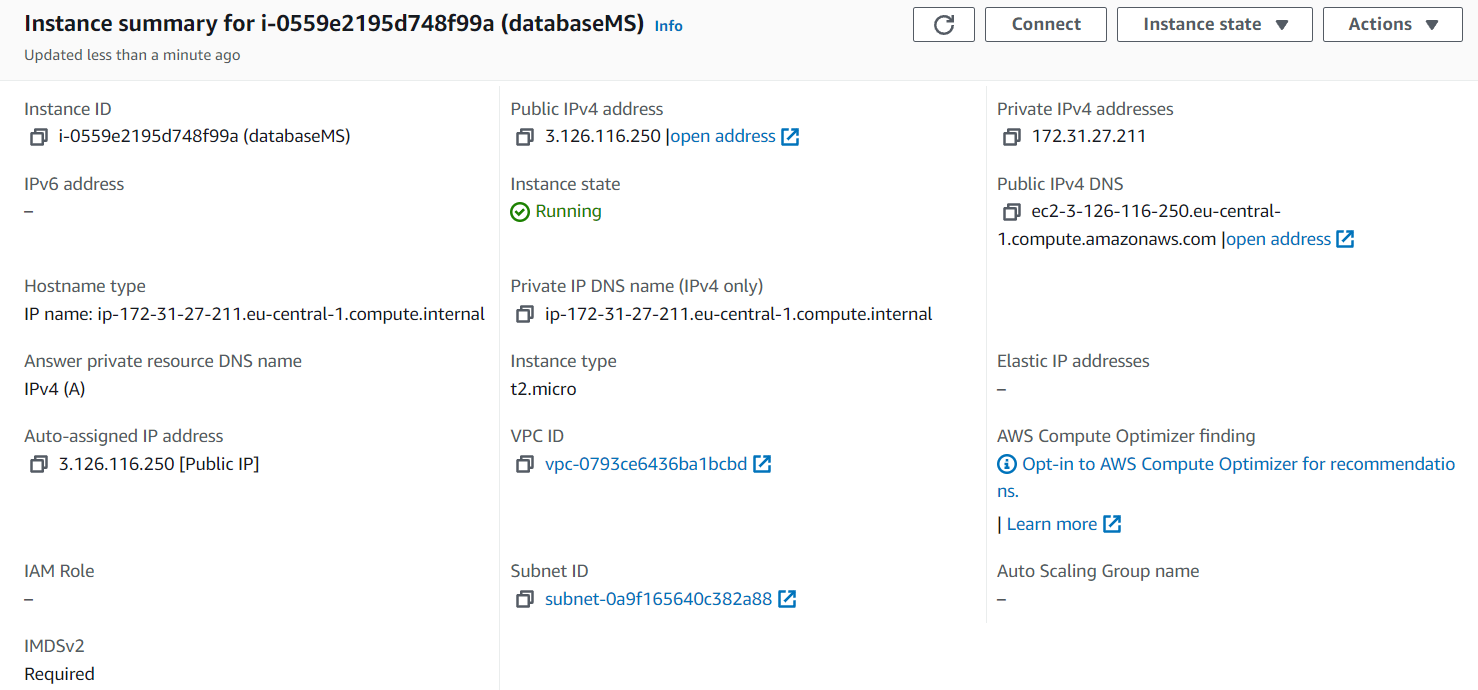 Instance summary for i-0559e2195d748f99a (databaseMS) Info
Updated less than a minute ago
Connect
Instance state
Actions
Instance ID
i-0559e2195d748f99a (databaseMS)
Public IPv4 address
3.126.116.250 |open address
Private IPv4 addresses
172.31.27.211
IPv6 address
–
Instance state
Running
Public IPv4 DNS
ec2-3-126-116-250.eu-central-
1.compute.amazonaws.com |open address
Hostname type
IP name: ip-172-31-27-211.eu-central-1.compute.internal
Private IP DNS name (IPv4 only)
ip-172-31-27-211.eu-central-1.compute.internal
Answer private resource DNS name
IPv4 (A)
Instance type
t2.micro
Elastic IP addresses
–
Auto-assigned IP address
3.126.116.250 [Public IP]
VPC ID
vpc-0793ce6436ba1bcbd
AWS Compute Optimizer finding
Opt-in to AWS Compute Optimizer for recommendatio
ns.
| Learn more
IAM Role
–
Subnet ID
subnet-0a9f165640c382a88
Auto Scaling Group name
–
IMDSv2
Required